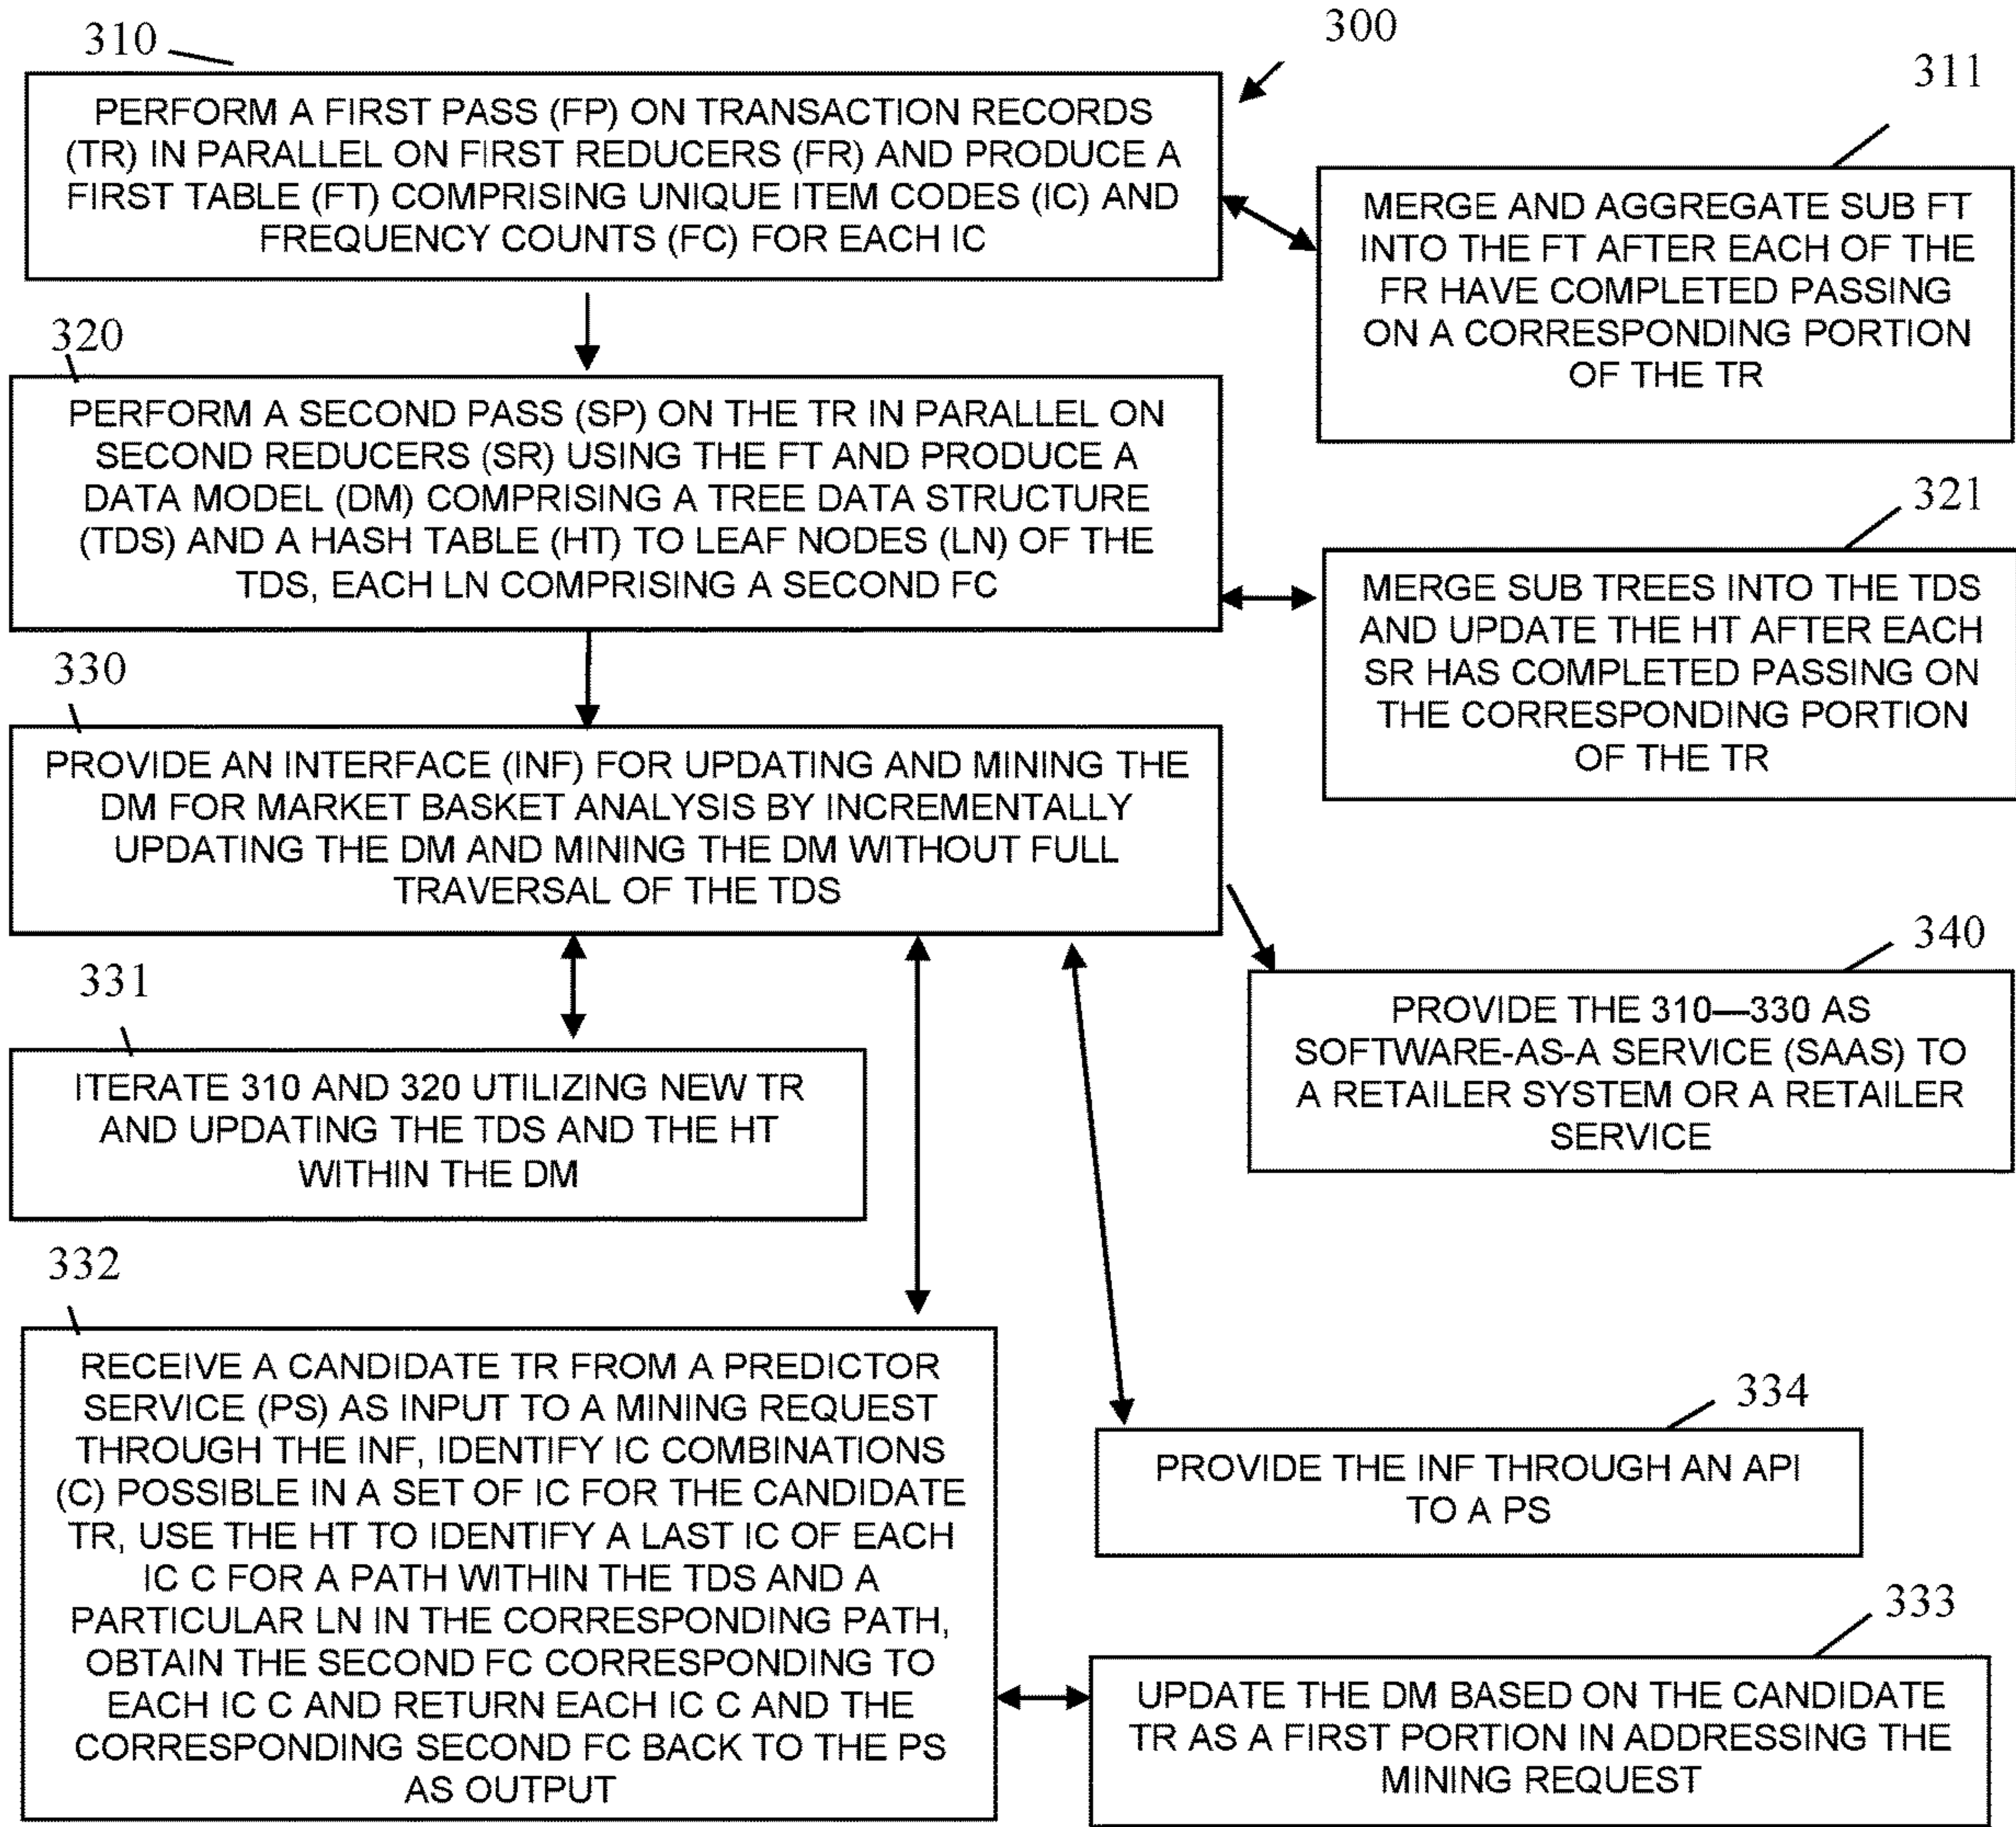 310
300
PERFORM A FIRST PASS (FP) ON TRANSACTION RECORDS
(TR) IN PARALLEL ON FIRST REDUCERS (FR) AND PRODUCE A
FIRST TABLE (FT) COMPRISING UNIQUE ITEM CODES (IC) AND
FREQUENCY COUNTS (FC) FOR EACH IC
311
MERGE AND AGGREGATE SUB FT
INTO THE FT AFTER EACH OF THE
FR HAVE COMPLETED PASSING
ON A CORRESPONDING PORTION
OF THE TR
320
PERFORM A SECOND PASS (SP) ON THE TR IN PARALLEL ON
SECOND REDUCERS (SR) USING THE FT AND PRODUCE A
DATA MODEL (DM) COMPRISING A TREE DATA STRUCTURE
(TDS) AND A HASH TABLE (HT) TO LEAF NODES (LN) OF THE
TDS, EACH LN COMPRISING A SECOND FC
321
MERGE SUB TREES INTO THE TDS
AND UPDATE THE HT AFTER EACH
SR HAS COMPLETED PASSING ON
THE CORRESPONDING PORTION
OF THE TR
330
PROVIDE AN INTERFACE (INF) FOR UPDATING AND MINING THE
DM FOR MARKET BASKET ANALYSIS BY INCREMENTALLY
UPDATING THE DM AND MINING THE DM WITHOUT FULL
TRAVERSAL OF THE TDS
340
PROVIDE THE 310—330 AS
SOFTWARE-AS-A SERVICE (SAAS) TO
A RETAILER SYSTEM OR A RETAILER
SERVICE
331
ITERATE 310 AND 320 UTILIZING NEW TR
AND UPDATING THE TDS AND THE HT
WITHIN THE DM
332
RECEIVE A CANDIDATE TR FROM A PREDICTOR
SERVICE (PS) AS INPUT TO A MINING REQUEST
THROUGH THE INF, IDENTIFY IC COMBINATIONS
(C) POSSIBLE IN A SET OF IC FOR THE CANDIDATE
TR, USE THE HT TO IDENTIFY A LAST IC OF EACH
IC C FOR A PATH WITHIN THE TDS AND A
PARTICULAR LN IN THE CORRESPONDING PATH,
OBTAIN THE SECOND FC CORRESPONDING TO
EACH IC C AND RETURN EACH IC C AND THE
CORRESPONDING SECOND FC BACK TO THE PS
AS OUTPUT
334
PROVIDE THE INF THROUGH AN API
TO A PS
333
UPDATE THE DM BASED ON THE CANDIDATE
TR AS A FIRST PORTION IN ADDRESSING THE
MINING REQUEST